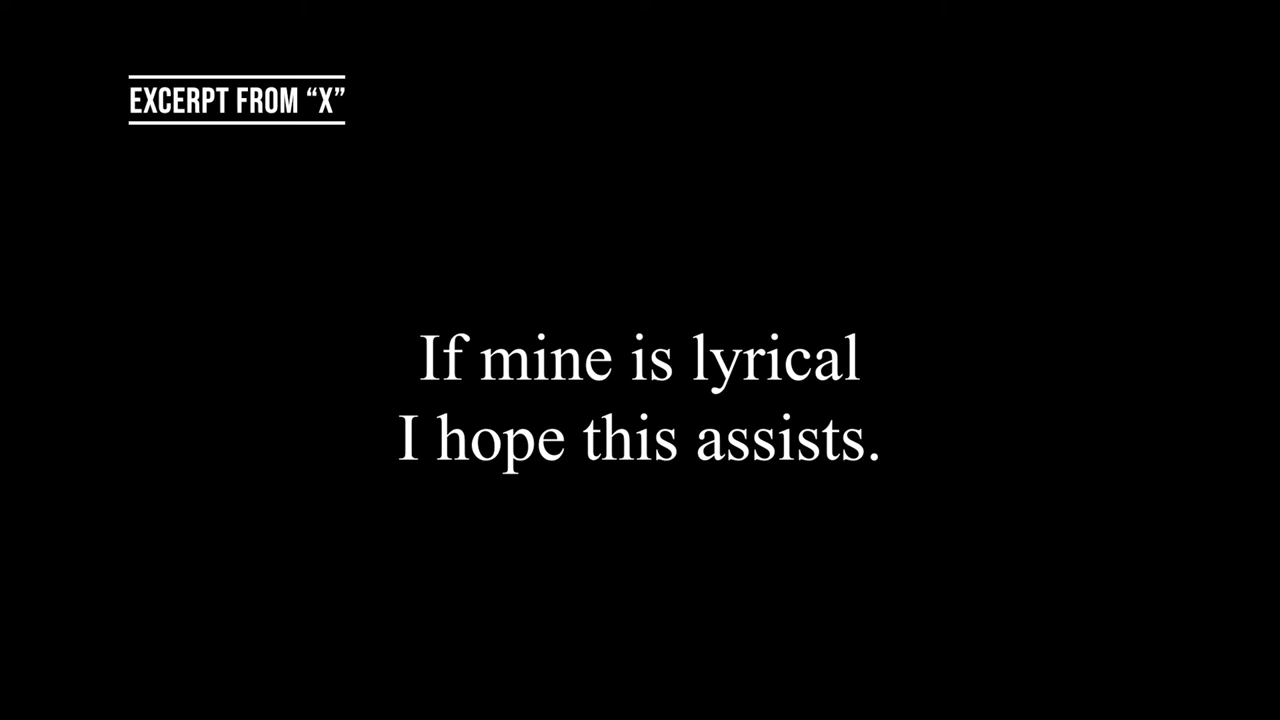 EXCERPT FROM “X”
If mine is lyrical
I hope this assists.